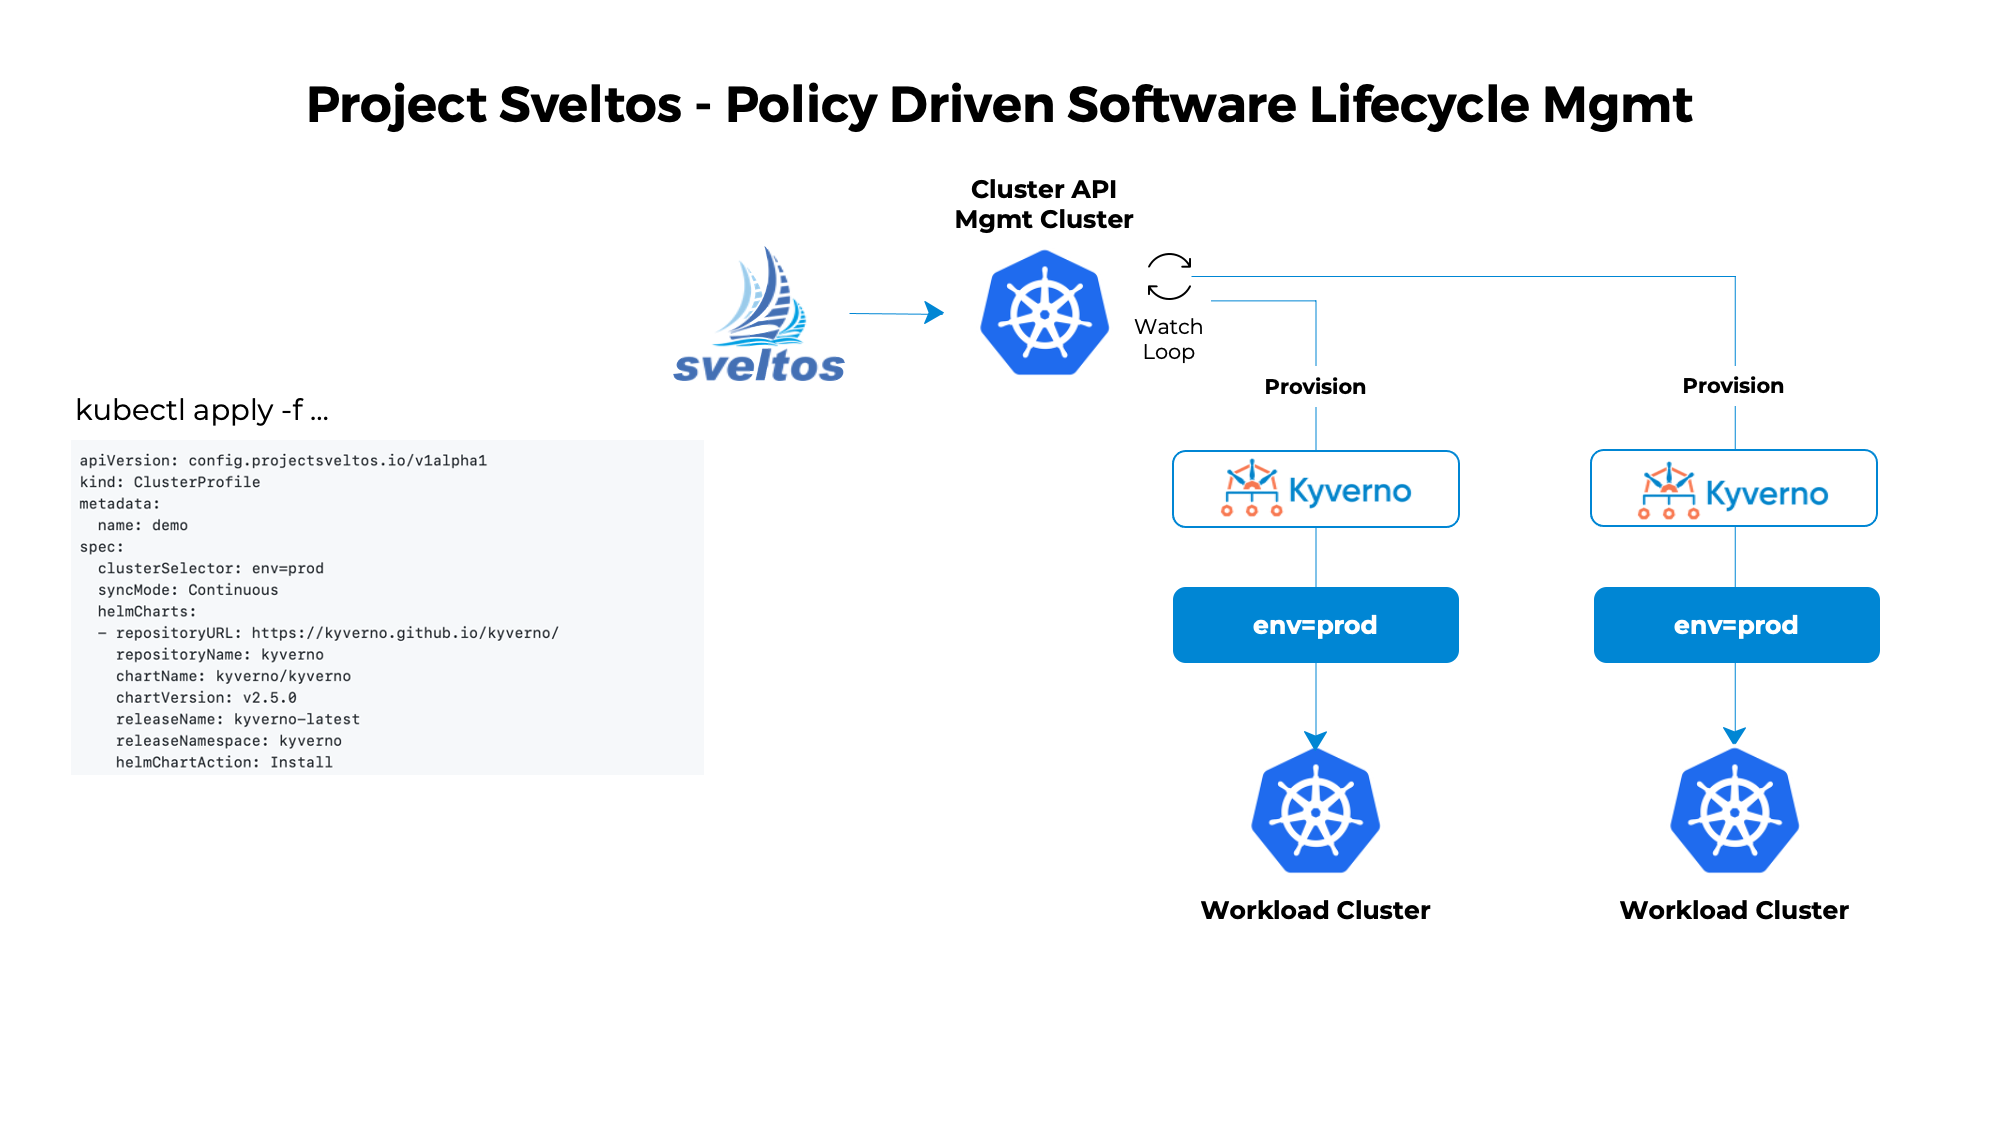 Project Sveltos - Policy Driven Software Lifecycle Mgmt
Cluster API
Mgmt Cluster
sveltos
Watch
Loop
Provision
Provision
kubectl apply -f ...
apiVersion: config.projectsveltos.io/v1alpha1
kind: ClusterProfile
metadata:
  name: demo
spec:
  clusterSelector: env=prod
  syncMode: Continuous
  helmCharts:
  - repositoryURL: https://kyverno.github.io/kyverno/
    repositoryName: kyverno
    chartName: kyverno/kyverno
    chartVersion: v2.5.0
    releaseName: kyverno-latest
    releaseNamespace: kyverno
    helmChartAction: Install
Kyverno
Kyverno
env=prod
env=prod
Workload Cluster
Workload Cluster